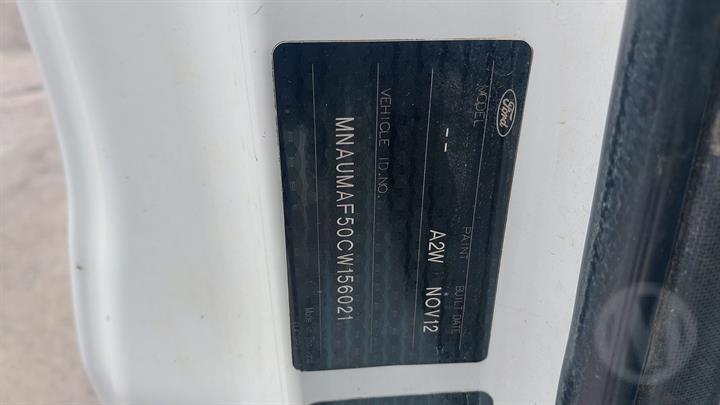 Ford
MODEL PAINT BUILT DATE
-- A2W NOV12
VEHICLE ID.NO.
MNAUMAF50CW156021